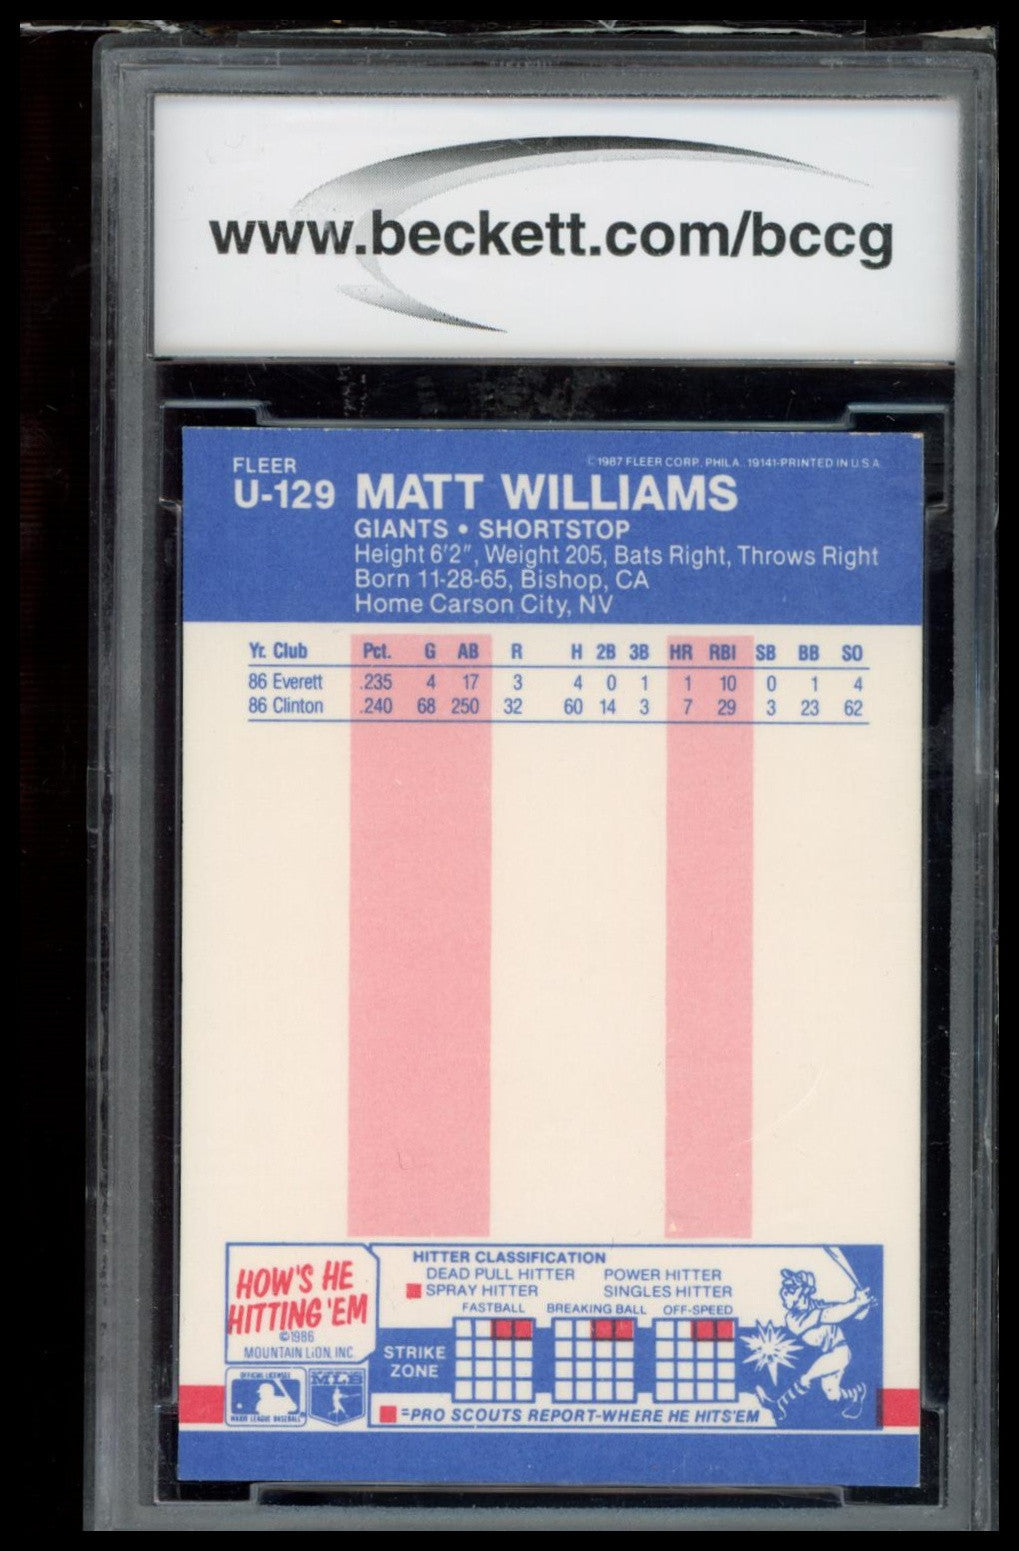 www.beckett.com/bccg
FLEER
©1987 FLEER CORP. PHILA. 19141-PRINTED IN U.S.A.
U-129 MATT WILLIAMS
GIANTS • SHORTSTOP
Height 6'2", Weight 205, Bats Right, Throws Right
Born 11-28-65, Bishop, CA
Home Carson City, NV
Yr. Club Pct. G AB R H 2B 3B HR RBI SB BB SO
86 Everett .235 4 17 3 4 0 1 1 10 0 1 4
86 Clinton .240 68 250 32 60 14 3 7 29 3 23 62
HOW'S HE
HITTING 'EM
©1986
MOUNTAIN LION, INC.
HITTER CLASSIFICATION
DEAD PULL HITTER POWER HITTER
SPRAY HITTER SINGLES HITTER
FASTBALL BREAKING BALL OFF-SPEED
STRIKE
ZONE
=PRO SCOUTS REPORT-WHERE HE HITS'EM
OFFICIAL LICENSEE
MAJOR LEAGUE BASEBALL